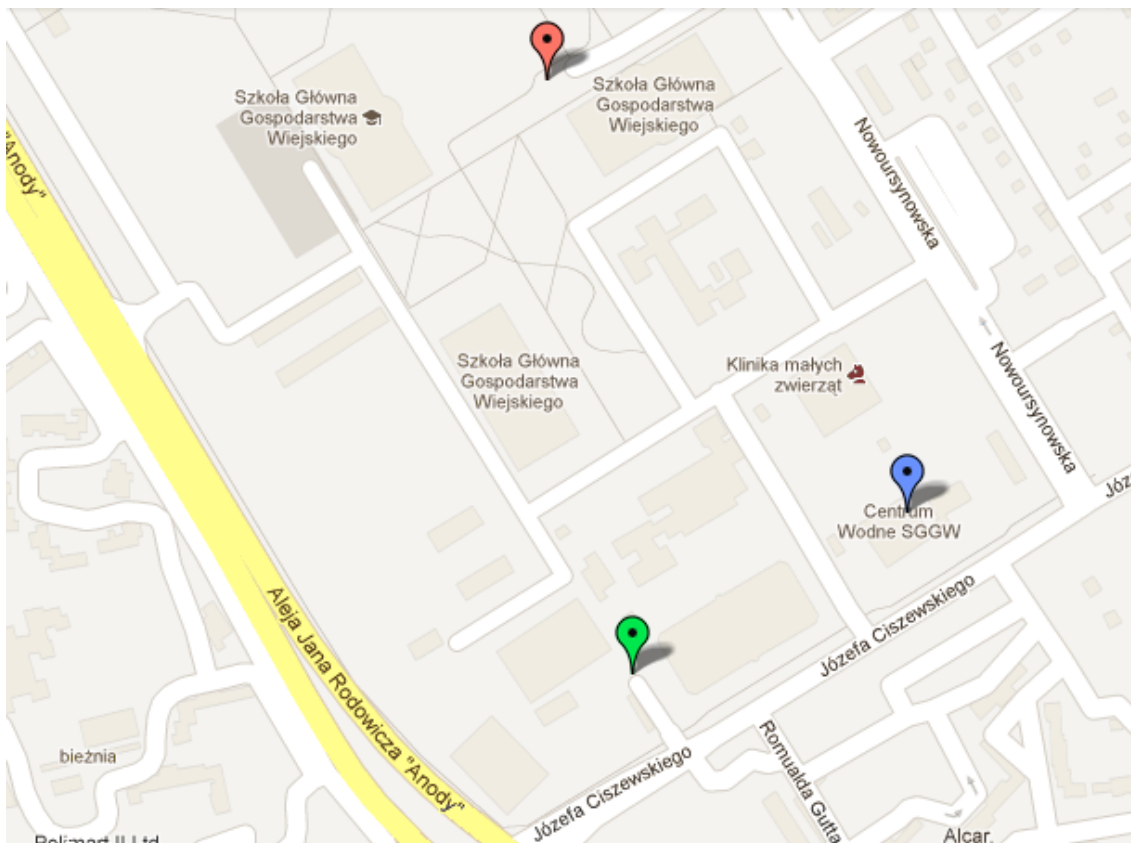 Szkoła Główna
Gospodarstwa
Wiejskiego
Szkoła Główna
Gospodarstwa
Wiejskiego
"Anody"
Nowoursynowska
Szkoła Główna
Gospodarstwa
Wiejskiego
Klinika małych
zwierząt
Nowoursynowska
Józ
Centrum
Wodne SGGW
Aleja Jana Rodowicza "Anody"
Józefa Ciszewskiego
bieżnia
Józefa Ciszewskiego
Romualda Gutta
Alcar.